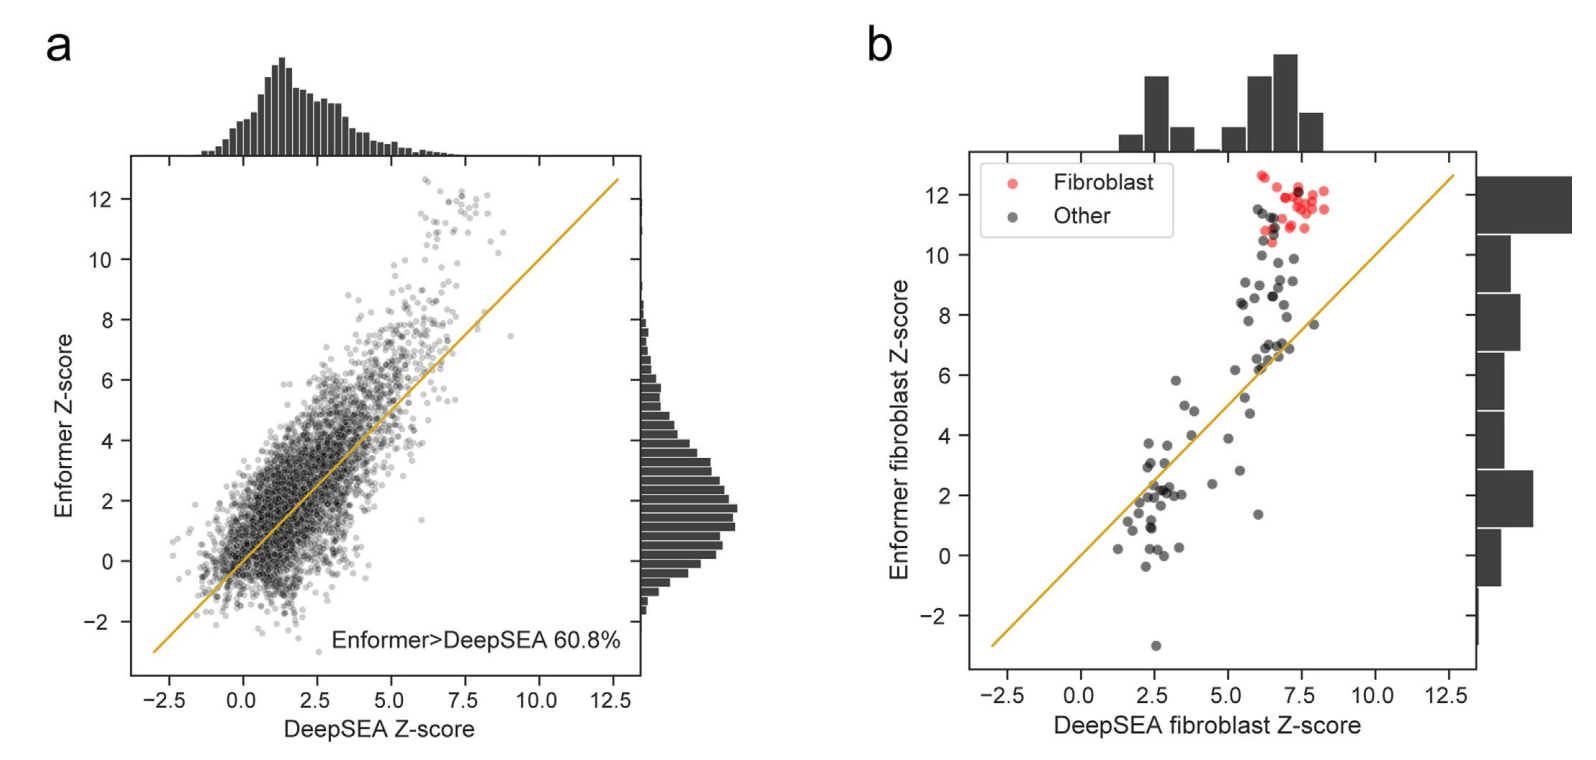 a
12
10
8
6
4
2
0
−2
Enformer Z-score
Enformer>DeepSEA 60.8%
−2.5 0.0 2.5 5.0 7.5 10.0 12.5
DeepSEA Z-score
b
Fibroblast
Other
12
10
8
6
4
2
0
−2
Enformer fibroblast Z-score
−2.5 0.0 2.5 5.0 7.5 10.0 12.5
DeepSEA fibroblast Z-score